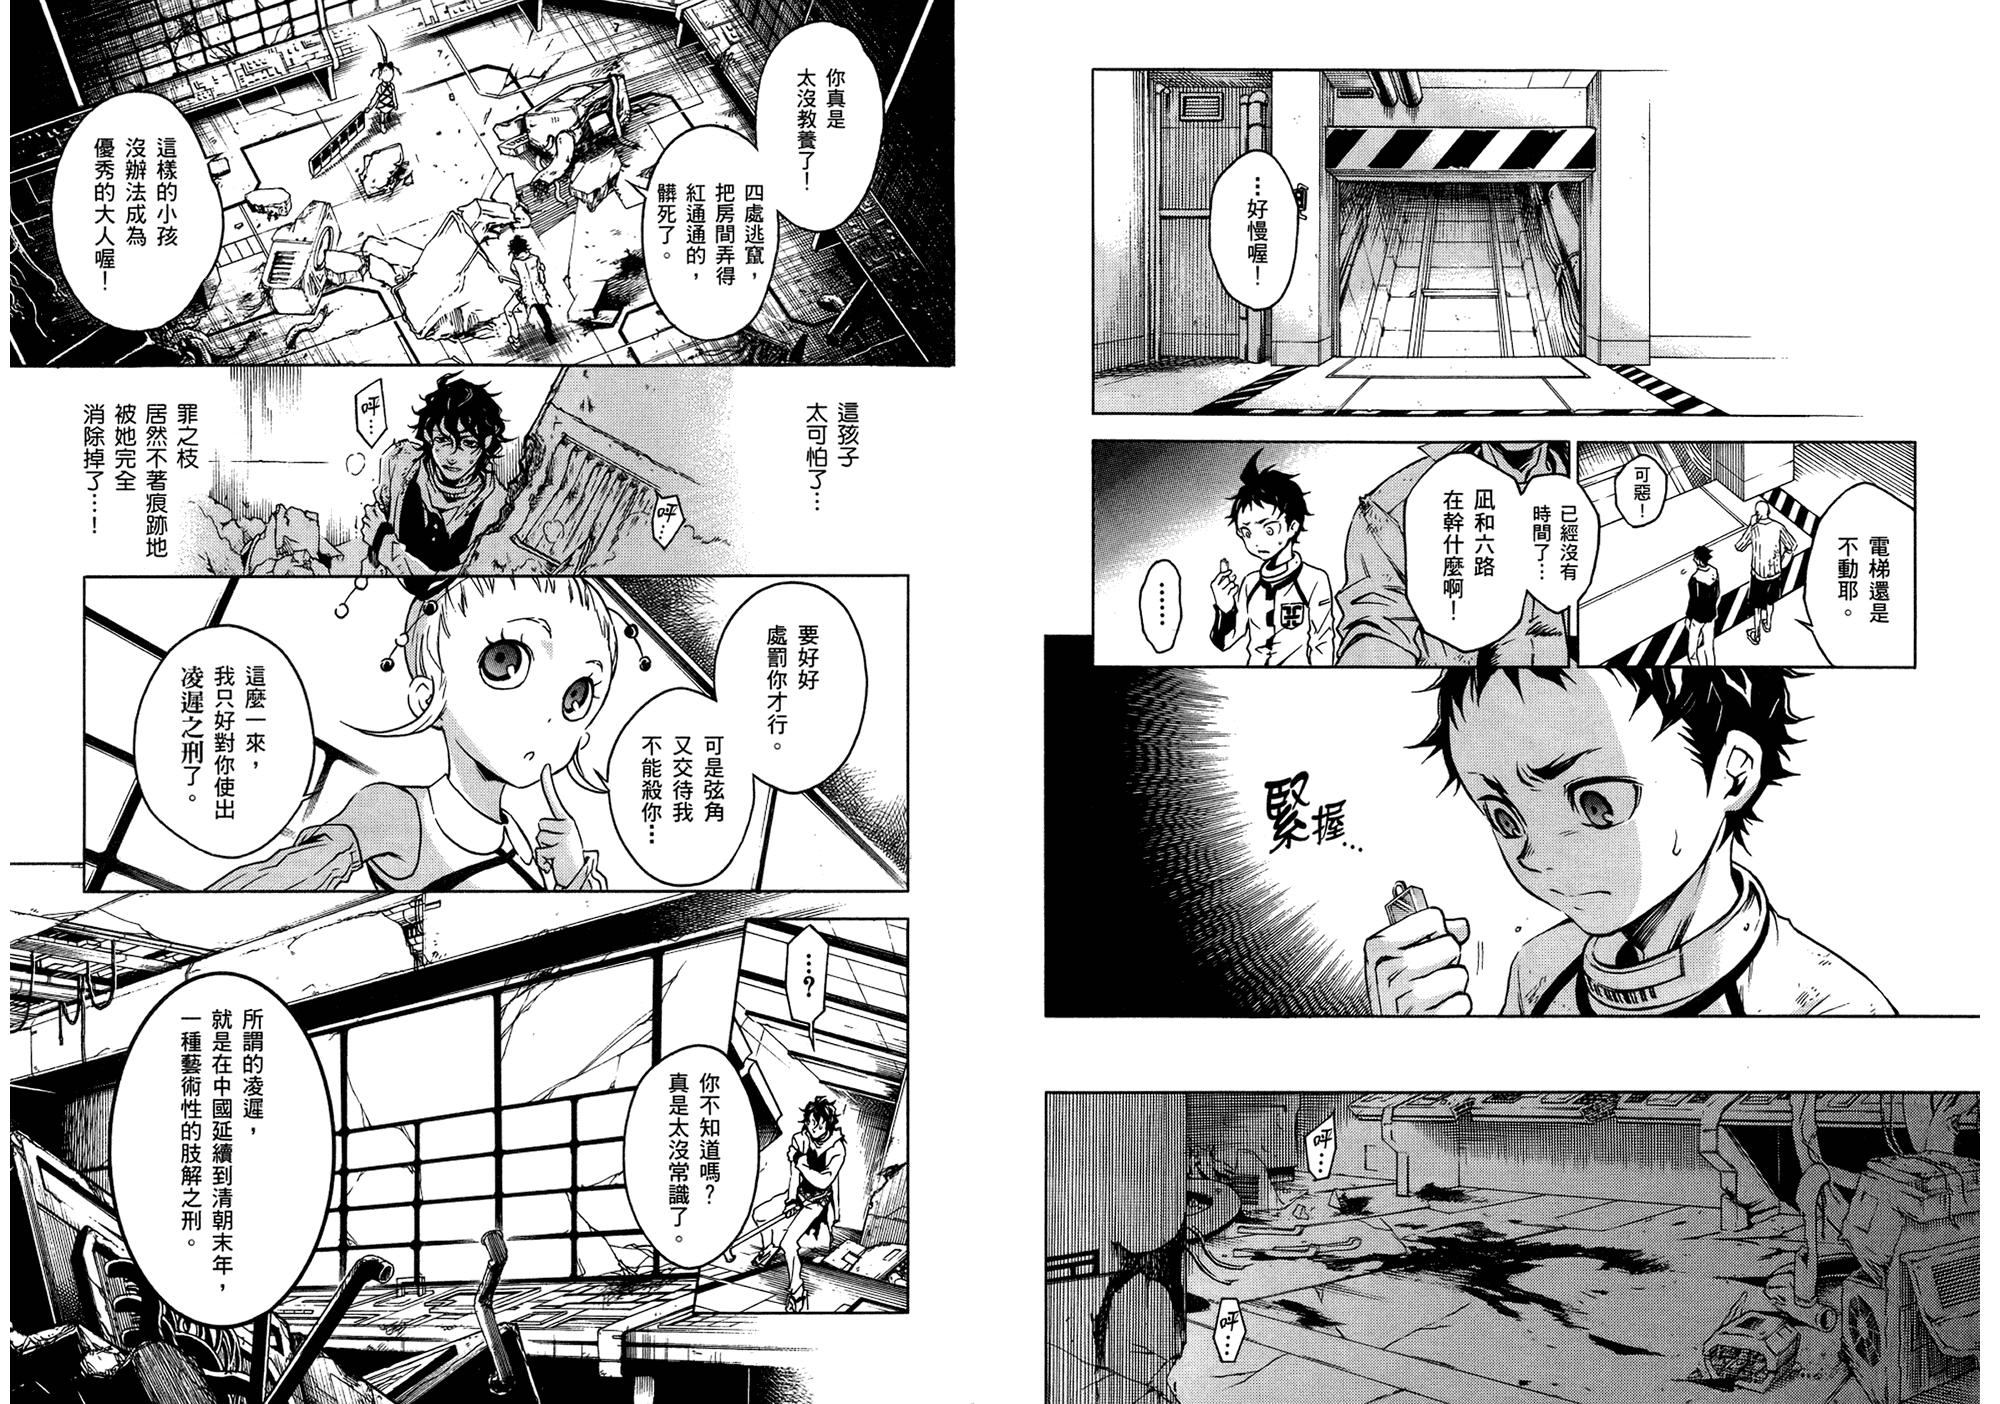 …好慢喔！
電梯還是
不動耶。
可惡！
已經沒有
時間了…
凪和六路
在幹什麼啊！
……
緊握…
呼…
呼…
你真是
太沒教養了！
四處逃竄，
把房間弄得
紅通通的，
髒死了。
這樣的小孩
沒辦法成為
優秀的大人喔！
這孩子
太可怕了…
呼…
呼…
罪之枝
居然不著痕跡地
被她完全
消除掉了…！
要好好
處罰你才行。
可是弦角
又交待我
不能殺你…
這麼一來，
我只好對你使出
凌遲之刑了。
…？
你不知道嗎？
真是太沒常識了。
所謂的凌遲，
就是在中國延續到清朝末年，
一種藝術性的肢解之刑。